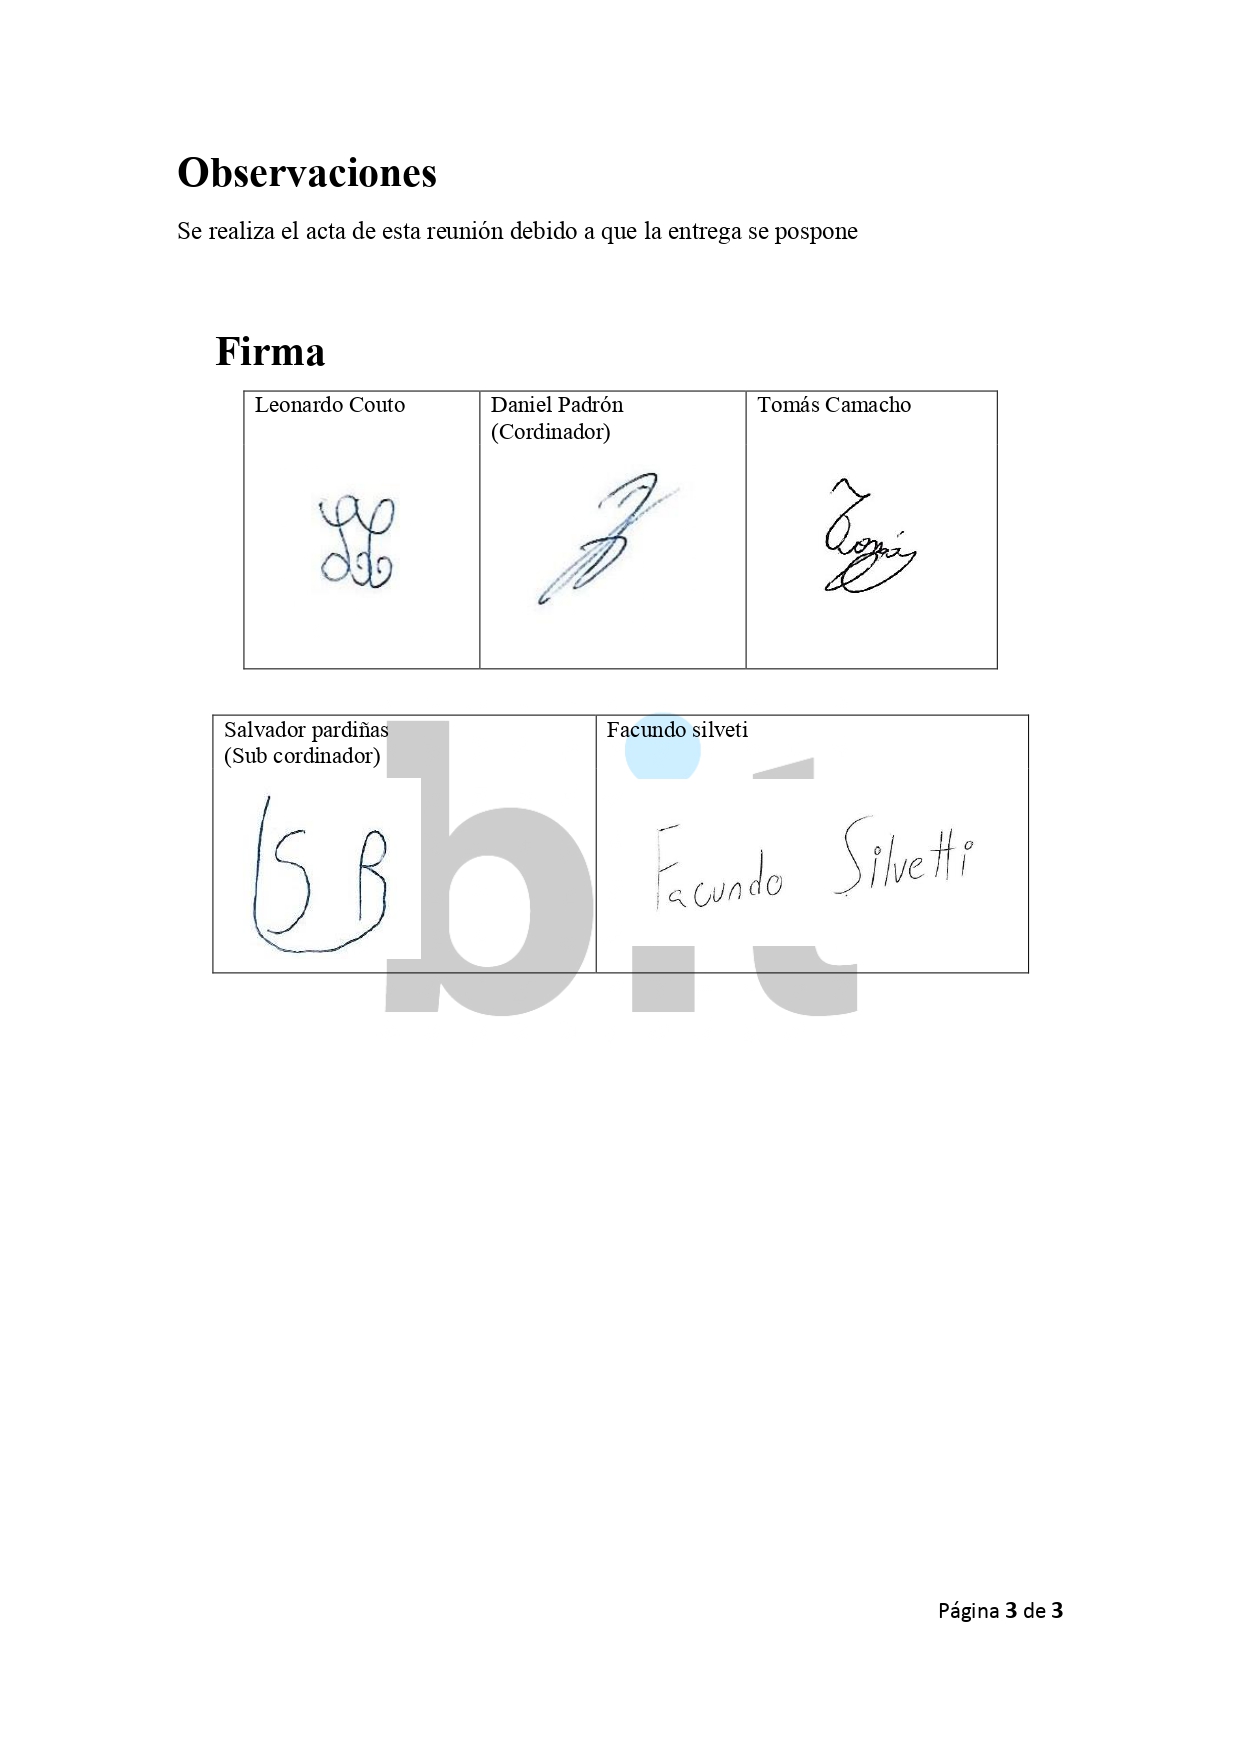 Observaciones
Se realiza el acta de esta reunión debido a que la entrega se pospone
Firma
Leonardo Couto
Daniel Padrón
(Cordinador)
Tomás Camacho
Tomás
Salvador pardiñas
(Sub cordinador)
Facundo silveti
S R
Facundo Silvetti
bit
Página 3 de 3